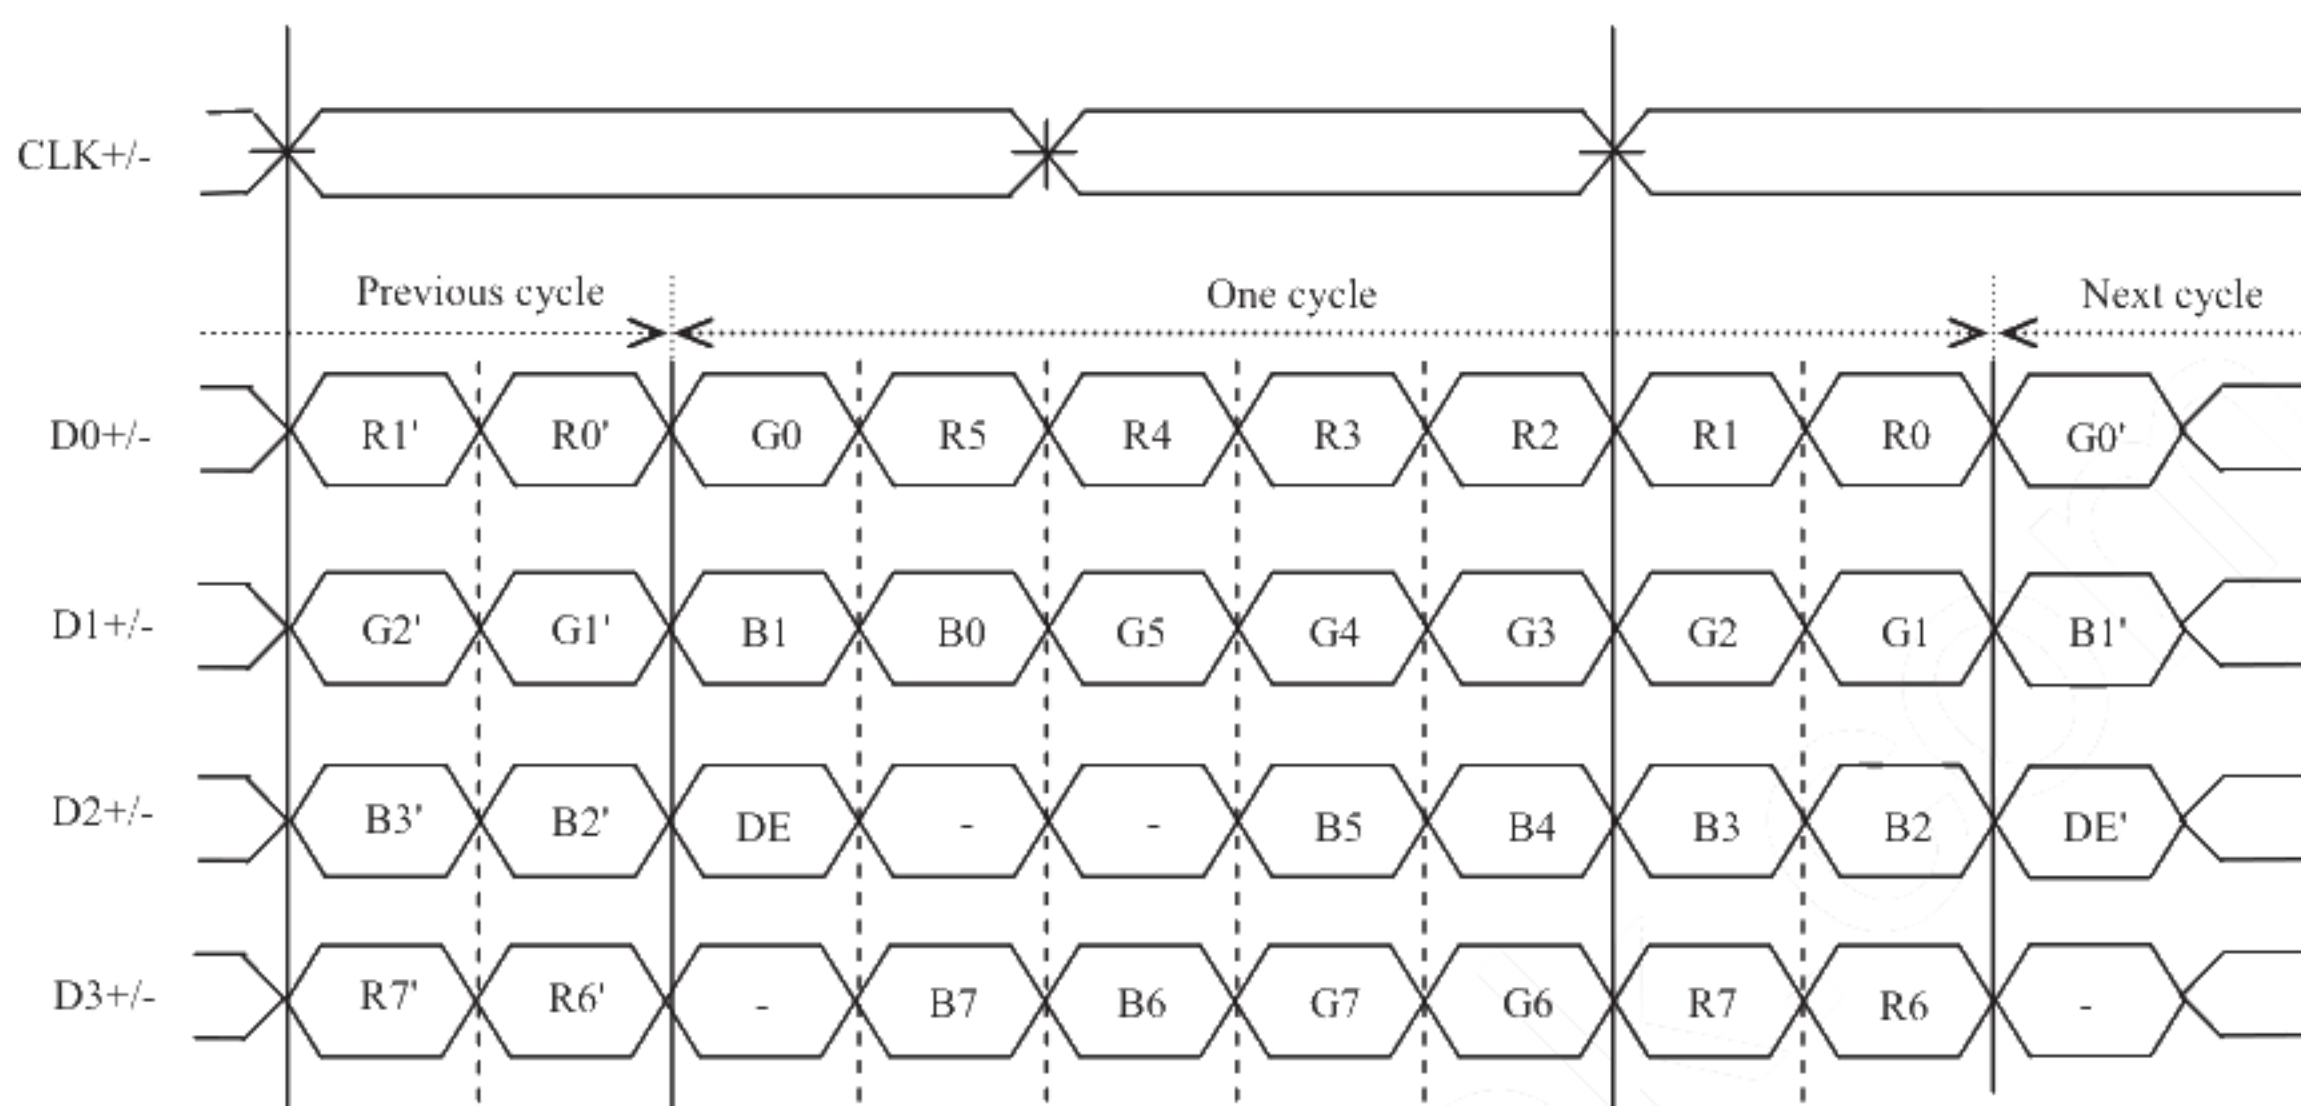 CLK+/-
Previous cycle One cycle Next cycle
D0+/- R1' R0' G0 R5 R4 R3 R2 R1 R0 G0'
D1+/- G2' G1' B1 B0 G5 G4 G3 G2 G1 B1'
D2+/- B3' B2' DE - - B5 B4 B3 B2 DE'
D3+/- R7' R6' - B7 B6 G7 G6 R7 R6 -